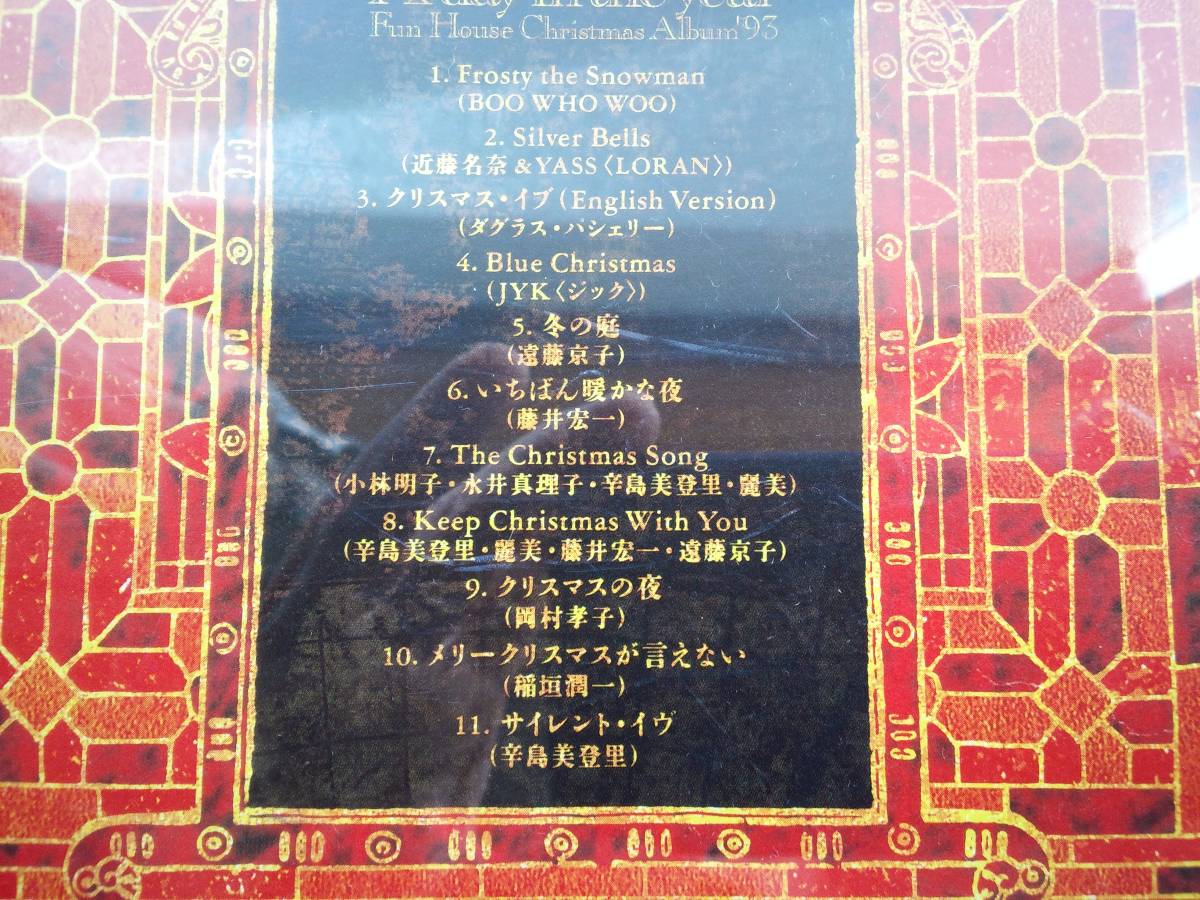 in the year
Fun House Christmas Album'93
1. Frosty the Snowman
(BOO WHO WOO)
2. Silver Bells
(近藤名奈&YASS〈LORAN〉)
3. クリスマス・イブ(English Version)
(ダグラス・パシェリー)
4. Blue Christmas
(JYK〈ジック〉)
5. 冬の庭
(遠藤京子)
6. いちばん暖かな夜
(藤井宏一)
7. The Christmas Song
(小林明子・永井真理子・辛島美登里・麗美)
8. Keep Christmas With You
(辛島美登里・麗美・藤井宏一・遠藤京子)
9. クリスマスの夜
(岡村孝子)
10. メリークリスマスが言えない
(稲垣潤一)
11. サイレント・イヴ
(辛島美登里)